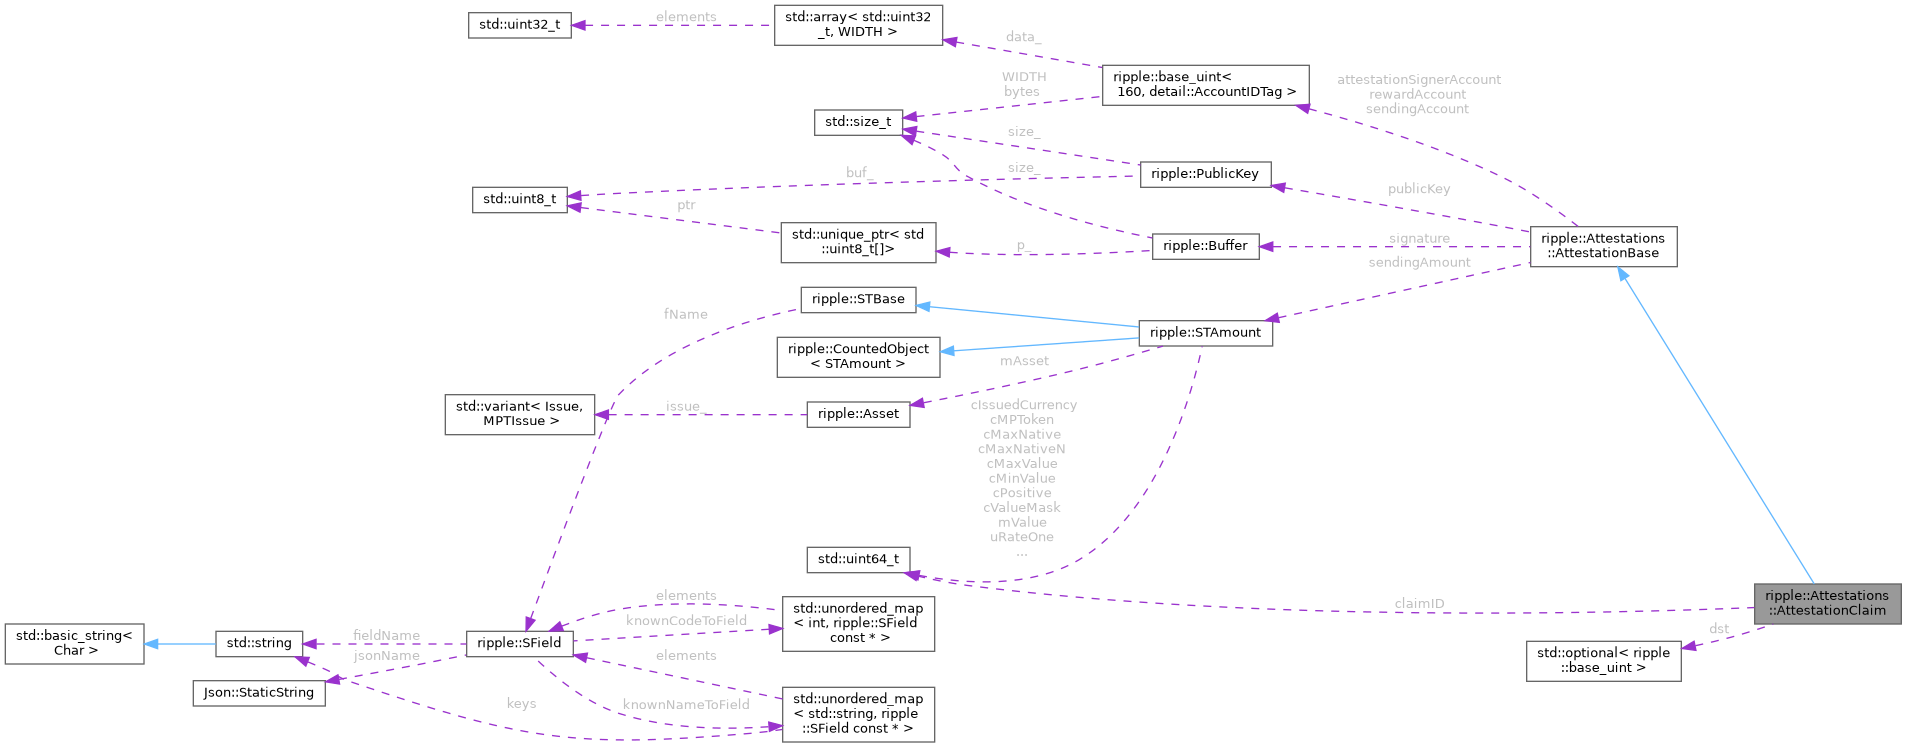 std::uint32_t
elements
std::array< std::uint32
_t, WIDTH >
data_
ripple::base_uint<
160, detail::AccountIDTag >
WIDTH
bytes
attestationSignerAccount
rewardAccount
sendingAccount
std::size_t
size_
ripple::PublicKey
buf_
size_
publicKey
std::uint8_t
ptr
std::unique_ptr< std
::uint8_t[]>
p_
ripple::Buffer
signature
ripple::Attestations
::AttestationBase
sendingAmount
ripple::STBase
fName
ripple::STAmount
ripple::CountedObject
< STAmount >
mAsset
std::variant< Issue,
MPTIssue >
issue_
ripple::Asset
cIssuedCurrency
cMPToken
cMaxNative
cMaxNativeN
cMaxValue
cMinValue
cPositive
cValueMask
mValue
uRateOne
...
std::uint64_t
claimID
ripple::Attestations
::AttestationClaim
dst
std::optional< ripple
::base_uint >
elements
knownCodeToField
std::unordered_map
< int, ripple::SField
const * >
std::basic_string<
Char >
std::string
fieldName
jsonName
ripple::SField
elements
Json::StaticString
keys
knownNameToField
std::unordered_map
< std::string, ripple
::SField const * >